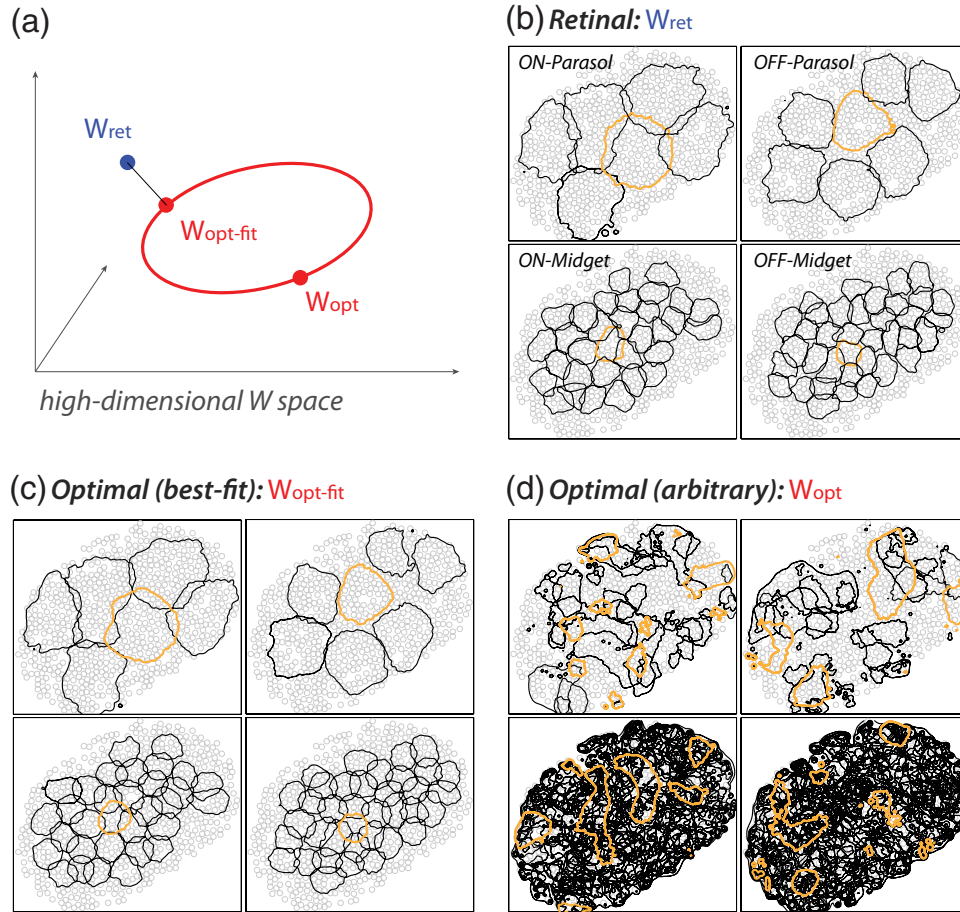 (a)
Wret
Wopt-fit
Wopt
high-dimensional W space
(b) Retinal: Wret
ON-Parasol
OFF-Parasol
ON-Midget
OFF-Midget
(c) Optimal (best-fit): Wopt-fit
(d) Optimal (arbitrary): Wopt